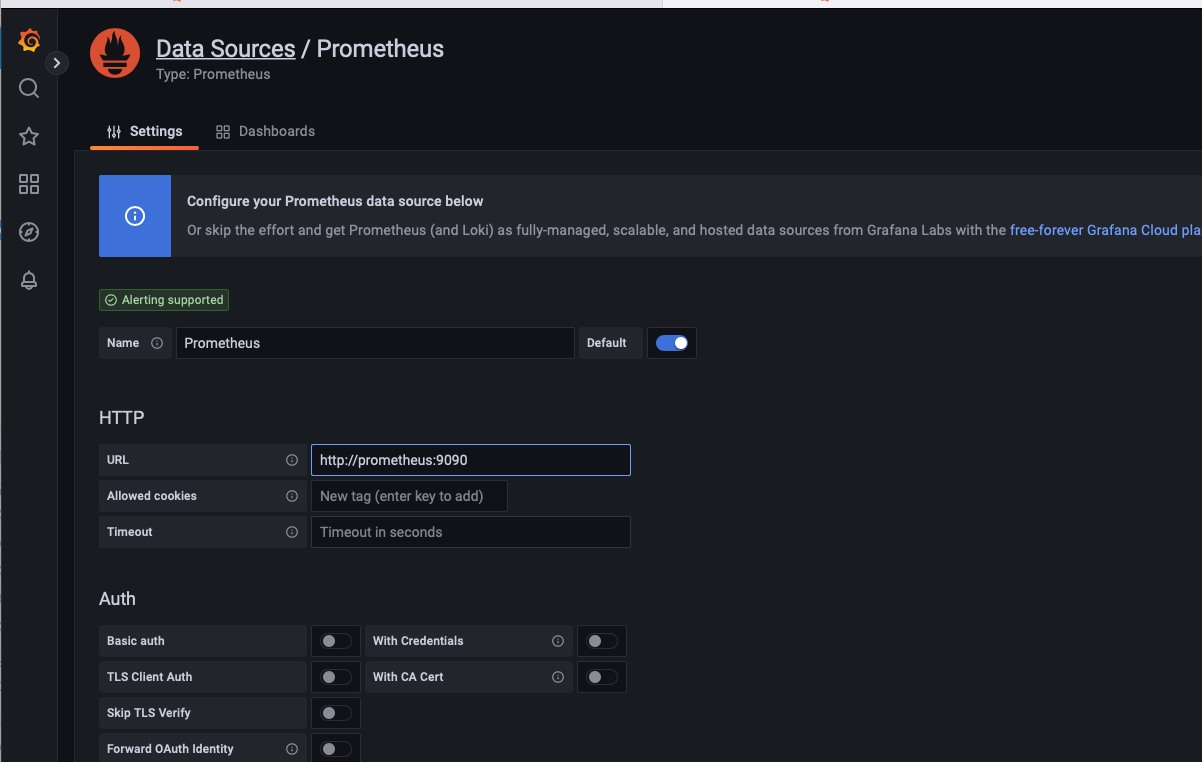 Data Sources / Prometheus
Type: Prometheus
Settings Dashboards
Configure your Prometheus data source below
Or skip the effort and get Prometheus (and Loki) as fully-managed, scalable, and hosted data sources from Grafana Labs with the free-forever Grafana Cloud pla
Alerting supported
Name Prometheus Default
HTTP
URL http://prometheus:9090
Allowed cookies New tag (enter key to add)
Timeout Timeout in seconds
Auth
Basic auth With Credentials
TLS Client Auth With CA Cert
Skip TLS Verify
Forward OAuth Identity